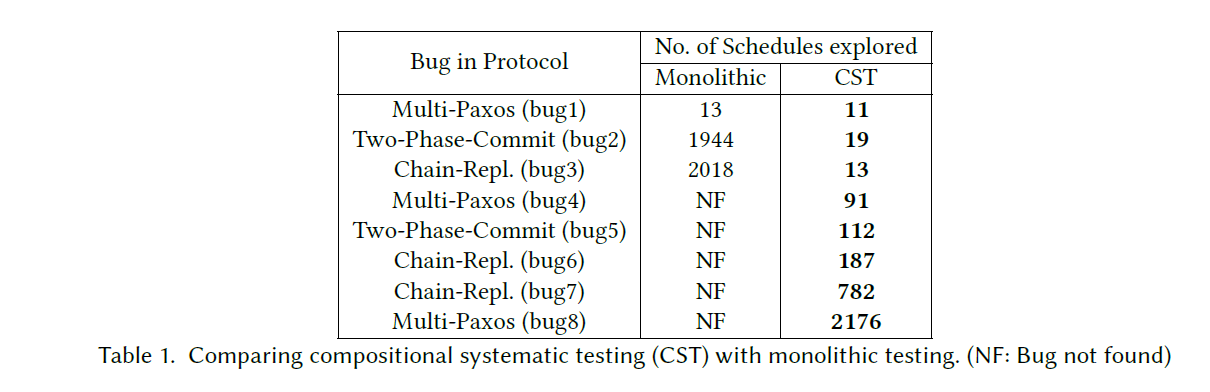 Bug in Protocol No. of Schedules explored
Monolithic CST
Multi-Paxos (bug1) 13 11
Two-Phase-Commit (bug2) 1944 19
Chain-Repl. (bug3) 2018 13
Multi-Paxos (bug4) NF 91
Two-Phase-Commit (bug5) NF 112
Chain-Repl. (bug6) NF 187
Chain-Repl. (bug7) NF 782
Multi-Paxos (bug8) NF 2176
Table 1. Comparing compositional systematic testing (CST) with monolithic testing. (NF: Bug not found)